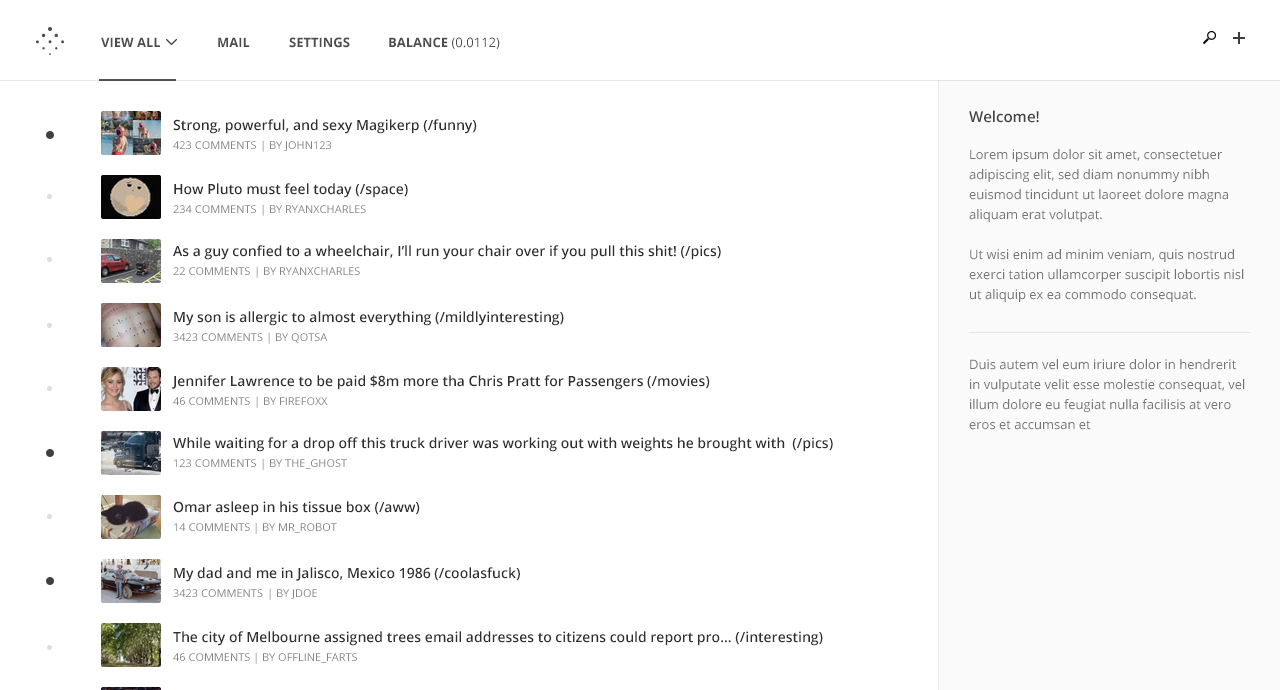 VIEW ALL MAIL SETTINGS BALANCE (0.0112)
Strong, powerful, and sexy Magikerp (/funny)
423 COMMENTS | BY JOHN123
How Pluto must feel today (/space)
234 COMMENTS | BY RYANXCHARLES
As a guy confied to a wheelchair, I’ll run your chair over if you pull this shit! (/pics)
22 COMMENTS | BY RYANXCHARLES
My son is allergic to almost everything (/mildlyinteresting)
3423 COMMENTS | BY QOTSA
Jennifer Lawrence to be paid $8m more tha Chris Pratt for Passengers (/movies)
46 COMMENTS | BY FIREFOXX
While waiting for a drop off this truck driver was working out with weights he brought with  (/pics)
123 COMMENTS | BY THE_GHOST
Omar asleep in his tissue box (/aww)
14 COMMENTS | BY MR_ROBOT
My dad and me in Jalisco, Mexico 1986 (/coolasfuck)
3423 COMMENTS | BY JDOE
The city of Melbourne assigned trees email addresses to citizens could report pro... (/interesting)
46 COMMENTS | BY OFFLINE_FARTS
Welcome!
Lorem ipsum dolor sit amet, consectetuer
adipiscing elit, sed diam nonummy nibh
euismod tincidunt ut laoreet dolore magna
aliquam erat volutpat.
Ut wisi enim ad minim veniam, quis nostrud
exerci tation ullamcorper suscipit lobortis nisl
ut aliquip ex ea commodo consequat.
Duis autem vel eum iriure dolor in hendrerit
in vulputate velit esse molestie consequat, vel
illum dolore eu feugiat nulla facilisis at vero
eros et accumsan et